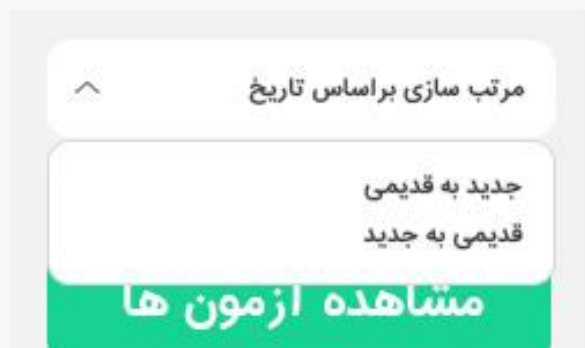 مرتب سازی براساس تاریخ
جدید به قدیمی
قدیمی به جدید
مشاهده آزمون ها